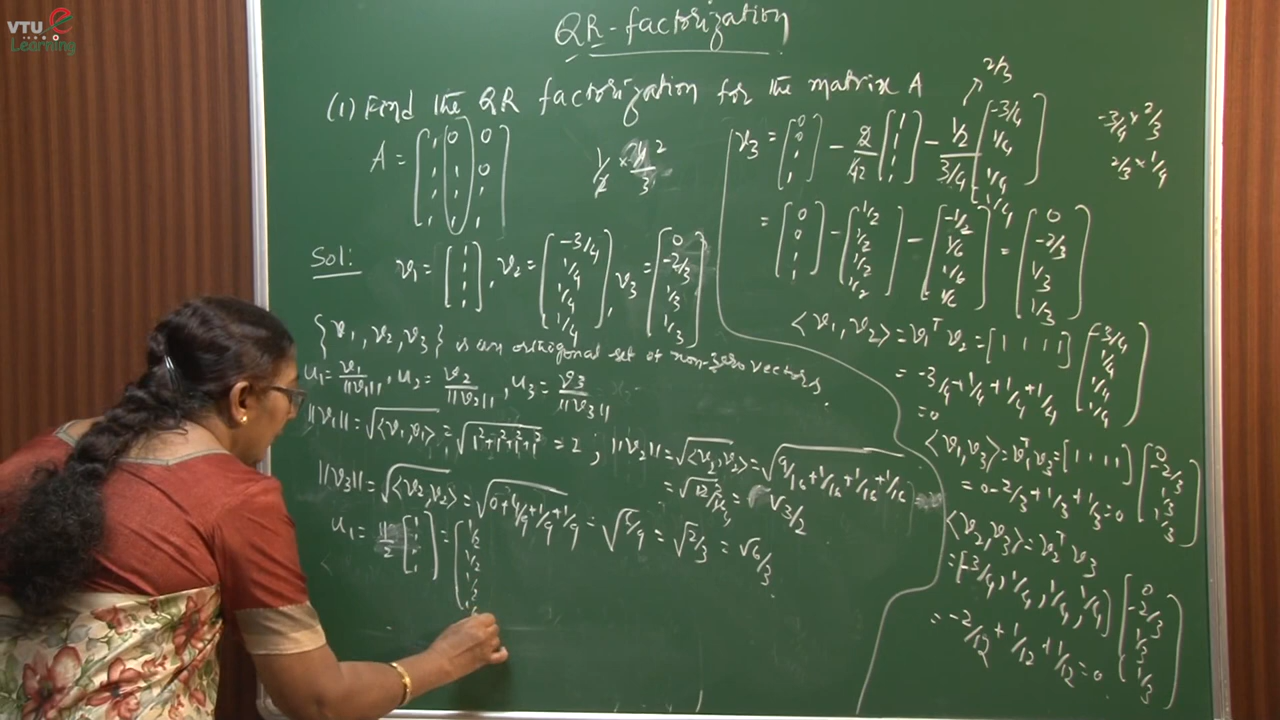 VTU e
Learning
QR-factorization
(1) Find the QR factorization for the matrix A
A = [1 0 0; 1 1 0; 1 1 1; 1 1 1]
1/2 × 4/3 2
Sol: v1 = [1; 1; 1; 1], v2 = [-3/4; 1/4; 1/4; 1/4], v3 = [0; -2/3; 1/3; 1/3]
{v1, v2, v3} is an orthogonal set of non-zero vectors.
u1 = v1/||v1||, u2 = v2/||v2||, u3 = v3/||v3||
||v1|| = √<v1,v1> = √1²+1²+1²+1² = 2 ; ||v2|| = √<v2,v2> = √9/16+1/16+1/16+1/16
= √12/16 = √3/2
||v3|| = √<v2,v2> = √0+4/9+1/9+1/9 = √6/9 = √2/3 = √6/3.
u1 = 1/2 [1; 1; 1; 1] = [1/2; 1/2; 1/2;
2/3
v3 = [0; 0; 1; 1] - 2/42 [1; 1; 1; 1] - 1/2 / 3/4 [-3/4; 1/4; 1/4; 1/4]
= [0; 0; 1; 1] - [1/2; 1/2; 1/2; 1/2] - [-1/2; 1/6; 1/6; 1/6] = [0; -2/3; 1/3; 1/3]
-3/4 × 2/3
2/3 × 1/4
<v1, v2> = v1ᵀ v2 = [1 1 1 1] [-3/4; 1/4; 1/4; 1/4]
= -3/4 + 1/4 + 1/4 + 1/4
= 0
<v1, v3> = v1ᵀ v3 = [1 1 1 1] [0; -2/3; 1/3; 1/3]
= 0 - 2/3 + 1/3 + 1/3 = 0
<v2, v3> = v2ᵀ v3
= [-3/4, 1/4, 1/4, 1/4] [0; -2/3; 1/3; 1/3]
= -2/12 + 1/12 + 1/12 = 0